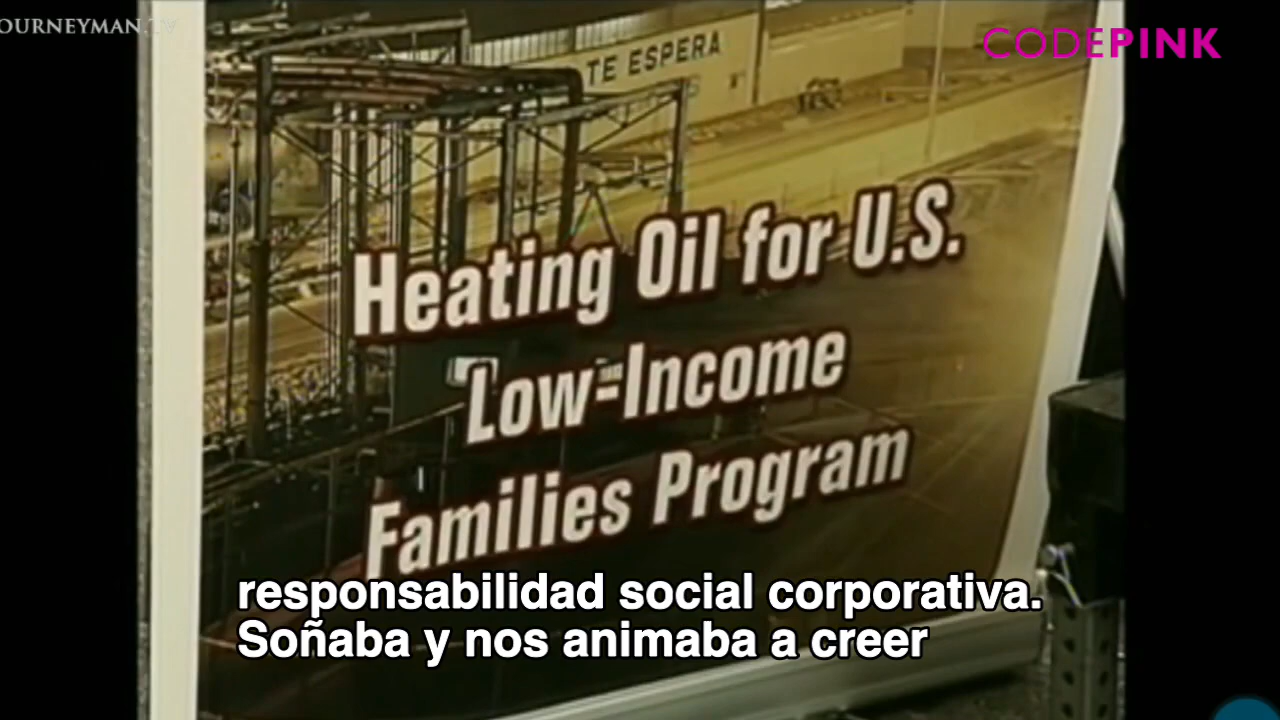 OURNEYMAN.TV
CODEPINK
TE ESPERA
Heating Oil for U.S.
Low-Income
Families Program
responsabilidad social corporativa.
Soñaba y nos animaba a creer